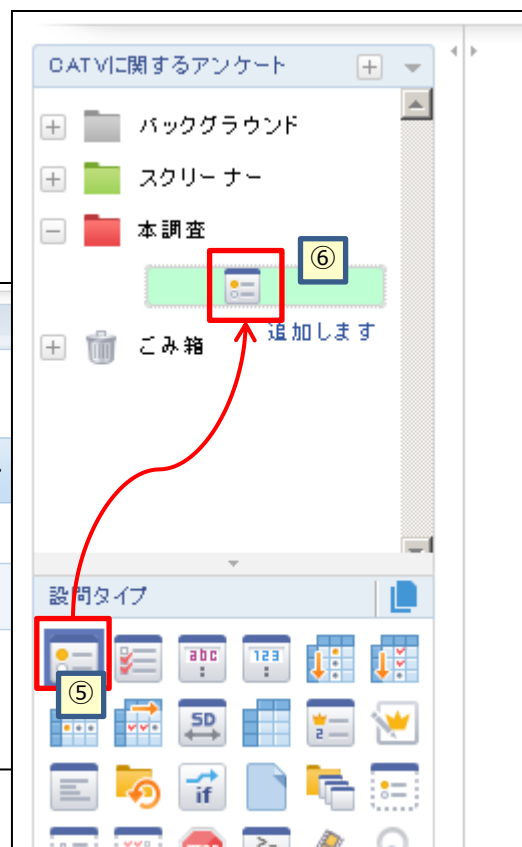 CATVに関するアンケート
バックグラウンド
スクリーナー
本調査
⑥
追加します
ごみ箱
設問タイプ
⑤
abc
123
SD
2
if